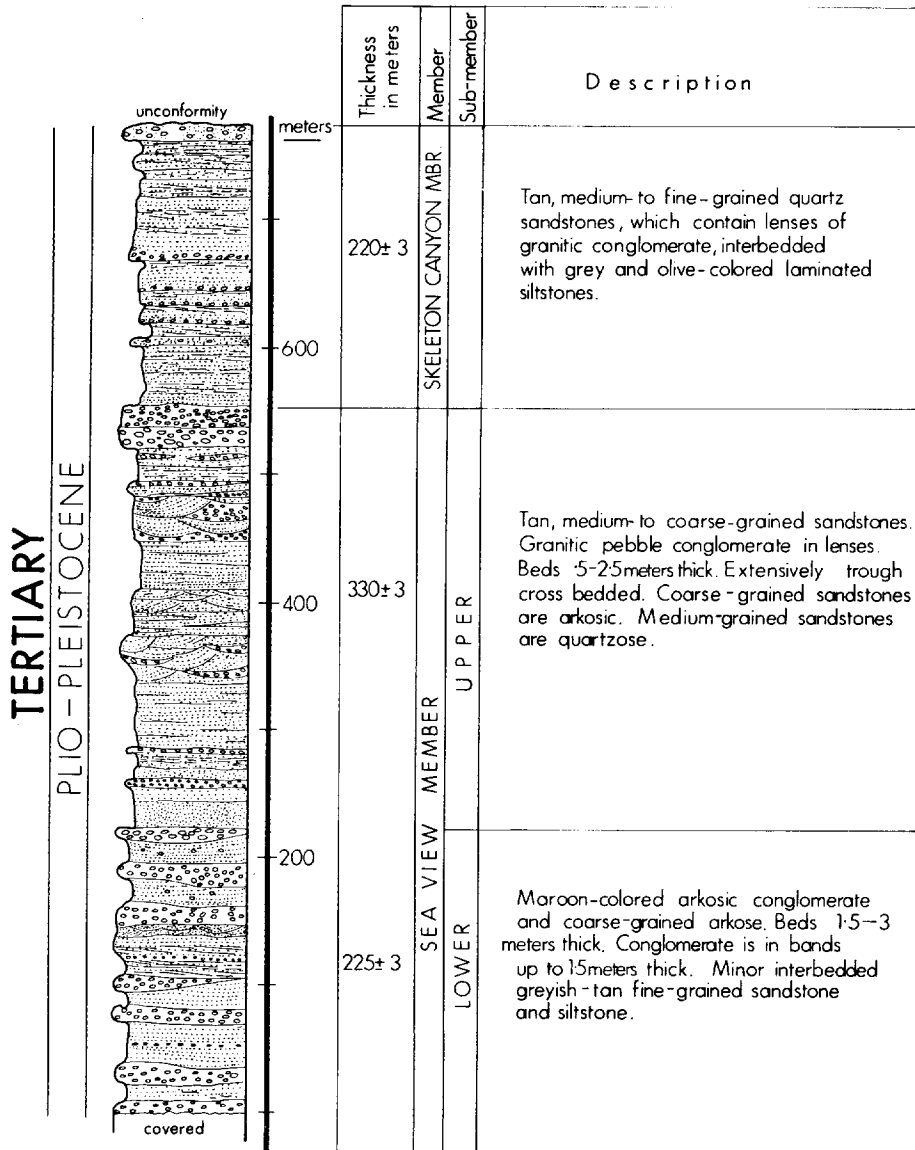 Thickness in meters
Member
Sub-member
Description
unconformity
meters
TERTIARY
PLIO-PLEISTOCENE
600
400
200
covered
220± 3
SKELETON CANYON MBR.
Tan, medium- to fine-grained quartz
sandstones, which contain lenses of
granitic conglomerate, interbedded
with grey and olive-colored laminated
siltstones.
330± 3
SEA VIEW MEMBER
UPPER
Tan, medium- to coarse-grained sandstones.
Granitic pebble conglomerate in lenses.
Beds ·5-2·5meters thick. Extensively trough
cross bedded. Coarse-grained sandstones
are arkosic. Medium-grained sandstones
are quartzose.
225± 3
LOWER
Maroon-colored arkosic conglomerate
and coarse-grained arkose. Beds 1·5-3
meters thick. Conglomerate is in bands
up to 1·5meters thick. Minor interbedded
greyish-tan fine-grained sandstone
and siltstone.